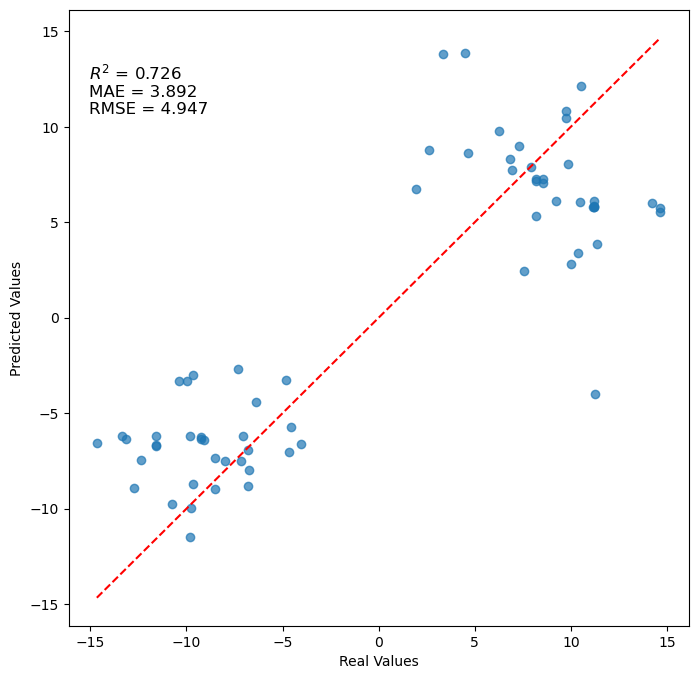 R² = 0.726
MAE = 3.892
RMSE = 4.947
15
10
5
0
−5
−10
−15
Predicted Values
−15 −10 −5 0 5 10 15
Real Values